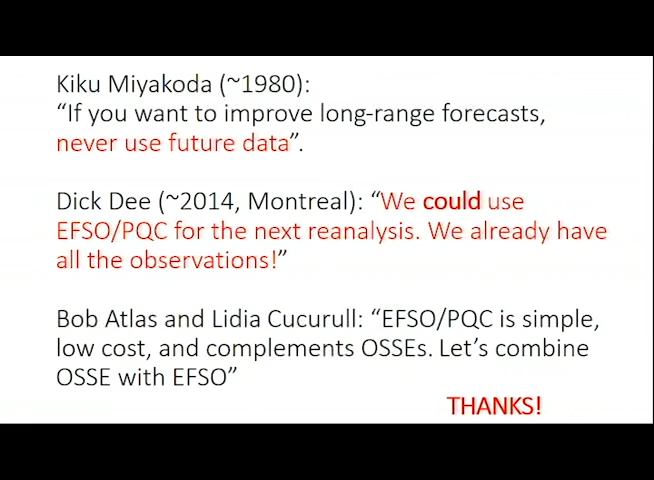 Kiku Miyakoda (~1980):
“If you want to improve long-range forecasts,
never use future data”.
Dick Dee (~2014, Montreal): “We could use
EFSO/PQC for the next reanalysis. We already have
all the observations!”
Bob Atlas and Lidia Cucurull: “EFSO/PQC is simple,
low cost, and complements OSSEs. Let’s combine
OSSE with EFSO”
THANKS!